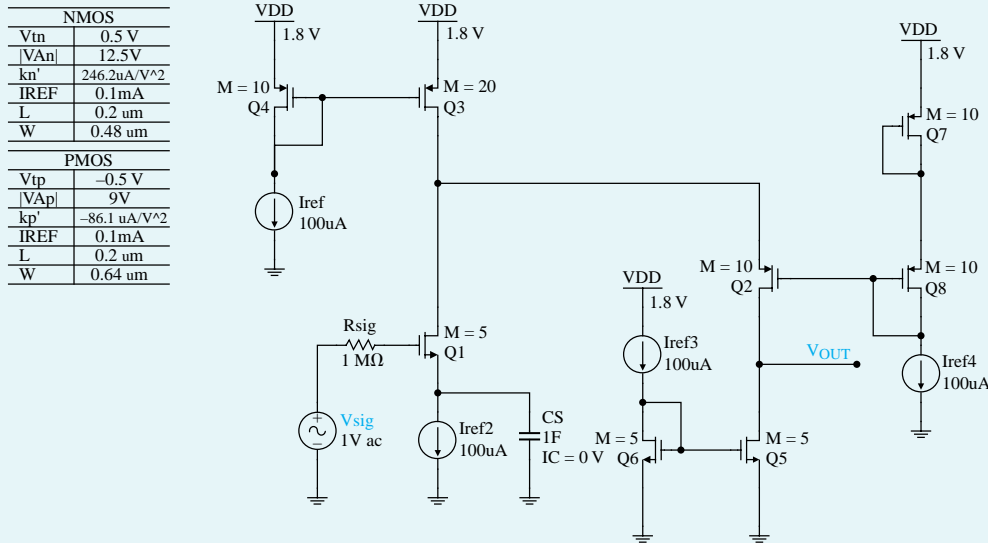 NMOS
Vtn 0.5 V
|VAn| 12.5V
kn' 246.2uA/V^2
IREF 0.1mA
L 0.2 um
W 0.48 um
PMOS
Vtp –0.5 V
|VAp| 9V
kp' –86.1 uA/V^2
IREF 0.1mA
L 0.2 um
W 0.64 um
VDD
1.8 V
VDD
1.8 V
VDD
1.8 V
M = 10
Q4
M = 20
Q3
M = 10
Q7
Iref
100uA
M = 10
Q2
M = 10
Q8
VDD
1.8 V
Rsig
1 MΩ
M = 5
Q1
Iref3
100uA
VOUT
Iref4
100uA
Vsig
1V ac
Iref2
100uA
CS
1F
IC = 0 V
M = 5
Q6
M = 5
Q5